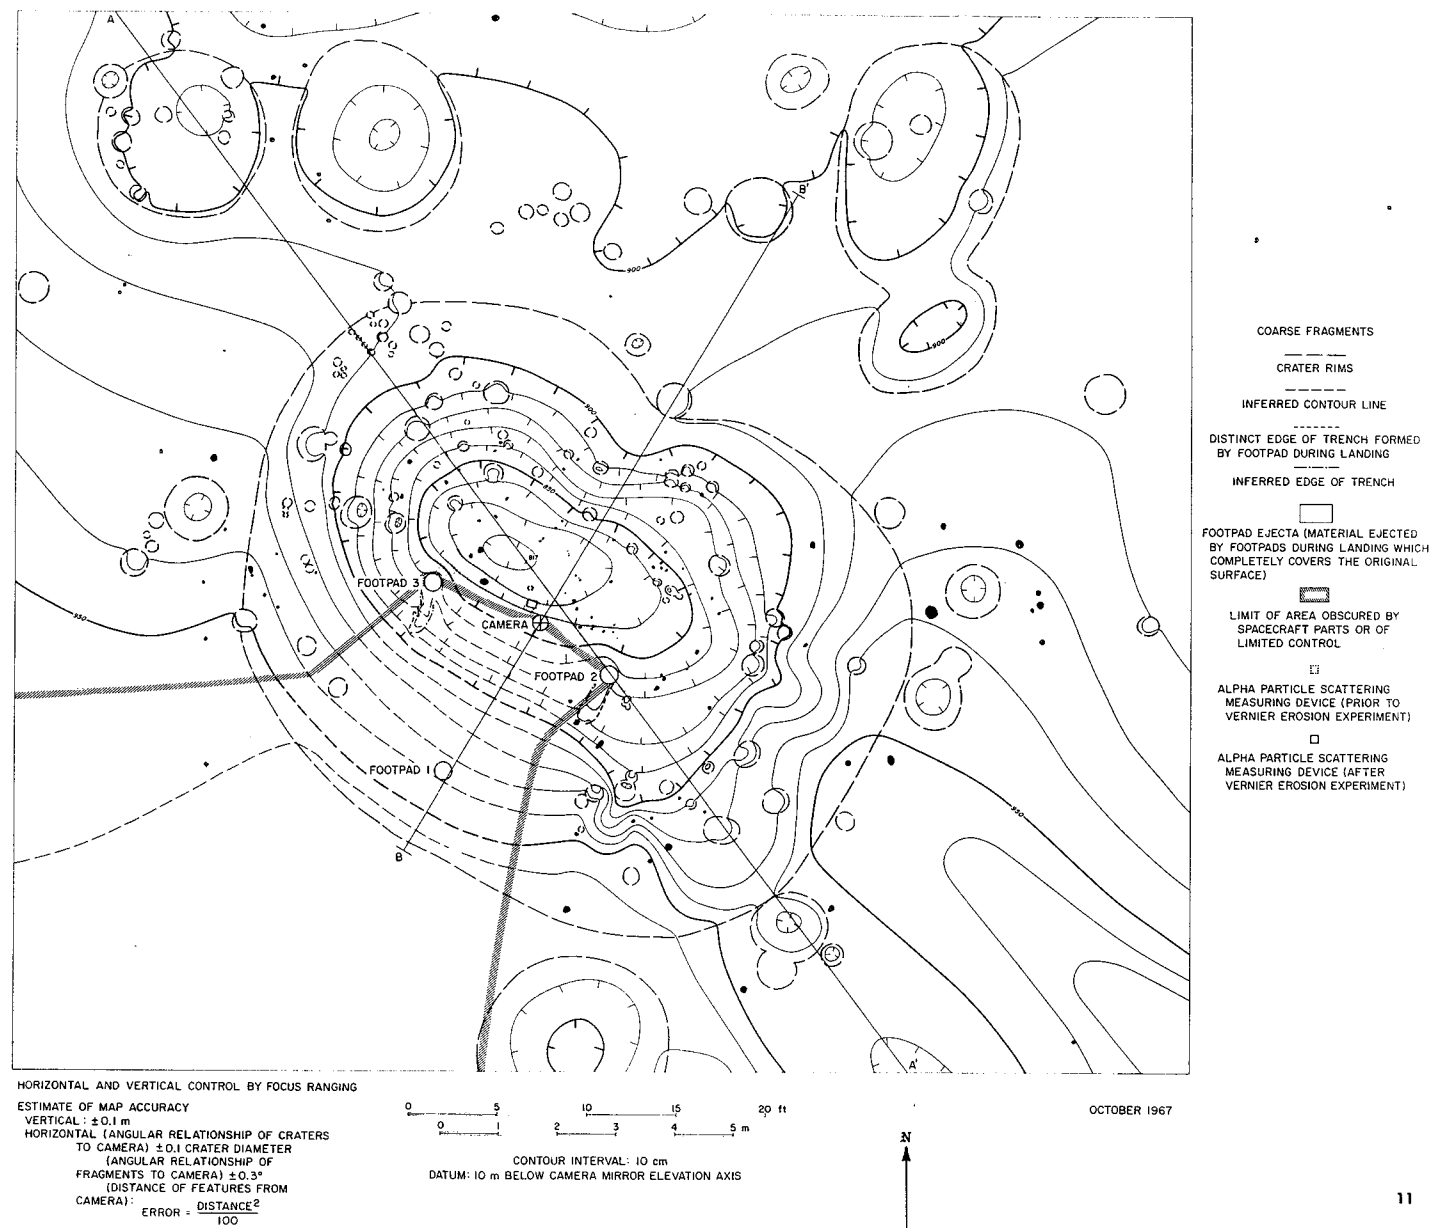 A
B'
900
900
900
850
817
FOOTPAD 3
CAMERA
FOOTPAD 2
950
FOOTPAD 1
B
950
A'
COARSE FRAGMENTS
CRATER RIMS
INFERRED CONTOUR LINE
DISTINCT EDGE OF TRENCH FORMED
BY FOOTPAD DURING LANDING
INFERRED EDGE OF TRENCH
FOOTPAD EJECTA (MATERIAL EJECTED
BY FOOTPADS DURING LANDING WHICH
COMPLETELY COVERS THE ORIGINAL
SURFACE)
LIMIT OF AREA OBSCURED BY
SPACECRAFT PARTS OR OF
LIMITED CONTROL
ALPHA PARTICLE SCATTERING
MEASURING DEVICE (PRIOR TO
VERNIER EROSION EXPERIMENT)
ALPHA PARTICLE SCATTERING
MEASURING DEVICE (AFTER
VERNIER EROSION EXPERIMENT)
HORIZONTAL AND VERTICAL CONTROL BY FOCUS RANGING
ESTIMATE OF MAP ACCURACY
VERTICAL: ±0.1 m
HORIZONTAL (ANGULAR RELATIONSHIP OF CRATERS
TO CAMERA) ±0.1 CRATER DIAMETER
(ANGULAR RELATIONSHIP OF
FRAGMENTS TO CAMERA) ±0.3°
(DISTANCE OF FEATURES FROM
CAMERA):
ERROR = DISTANCE²
100
0 5 10 15 20 ft
0 1 2 3 4 5 m
CONTOUR INTERVAL: 10 cm
DATUM: 10 m BELOW CAMERA MIRROR ELEVATION AXIS
OCTOBER 1967
N
11